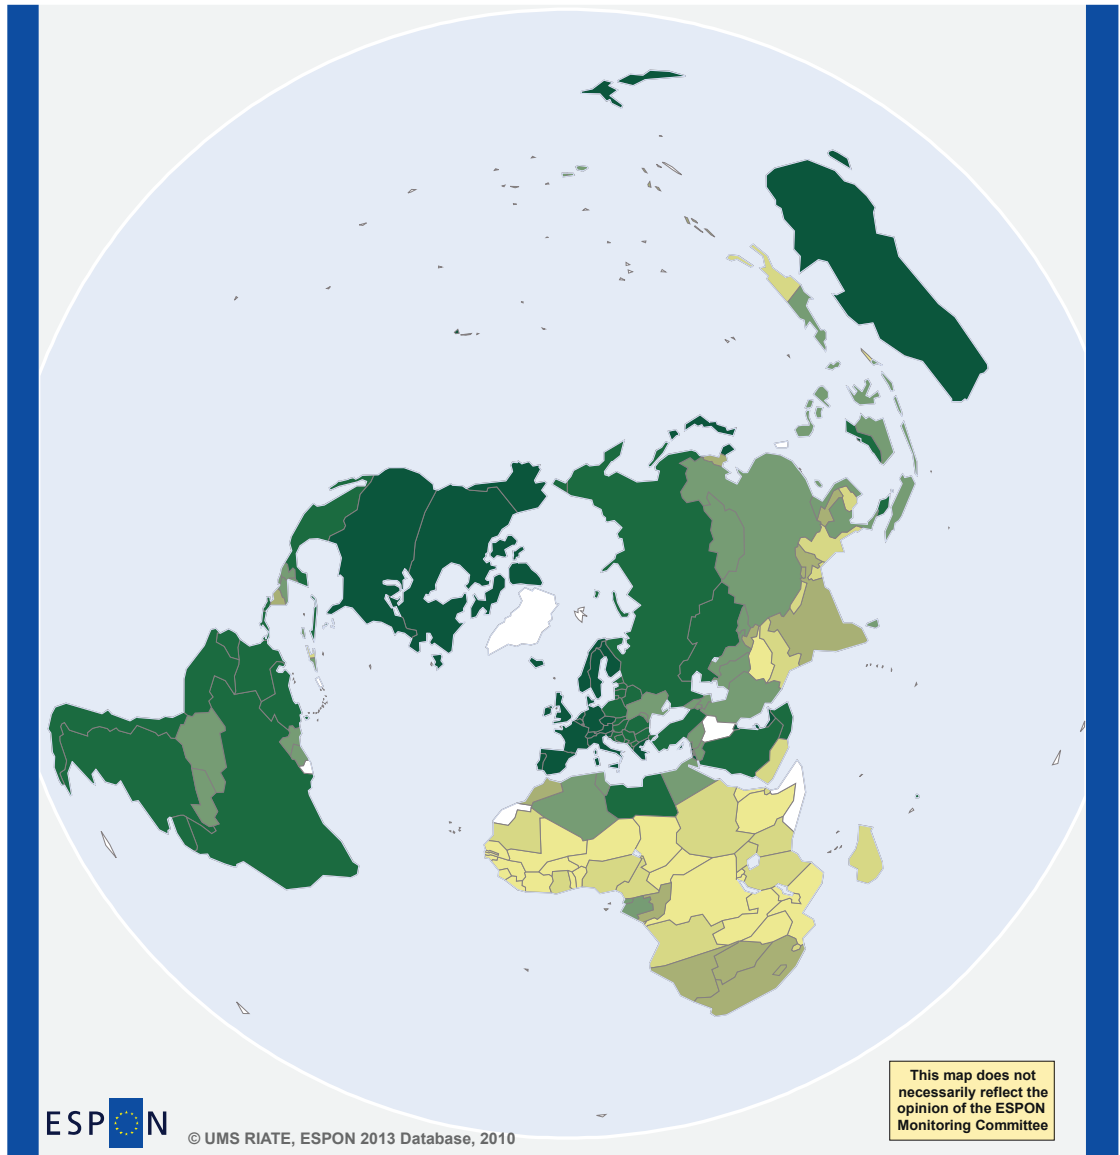 This map does not
necessarily reflect the
opinion of the ESPON
Monitoring Committee
ESPON
© UMS RIATE, ESPON 2013 Database, 2010